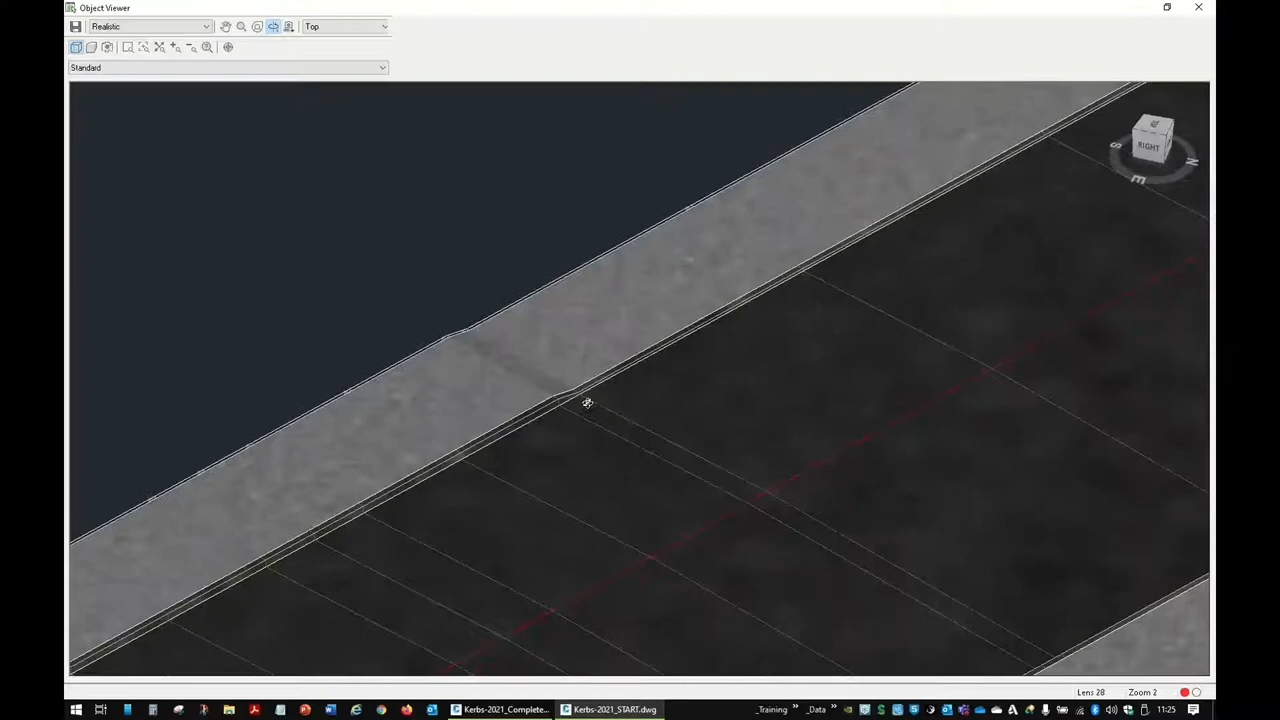 Object Viewer
Realistic
Top
Standard
RIGHT
S
N
E
Lens 28
Zoom 2
Kerbs-2021_Complete...
Kerbs-2021_START.dwg
_Training
_Data
11:25